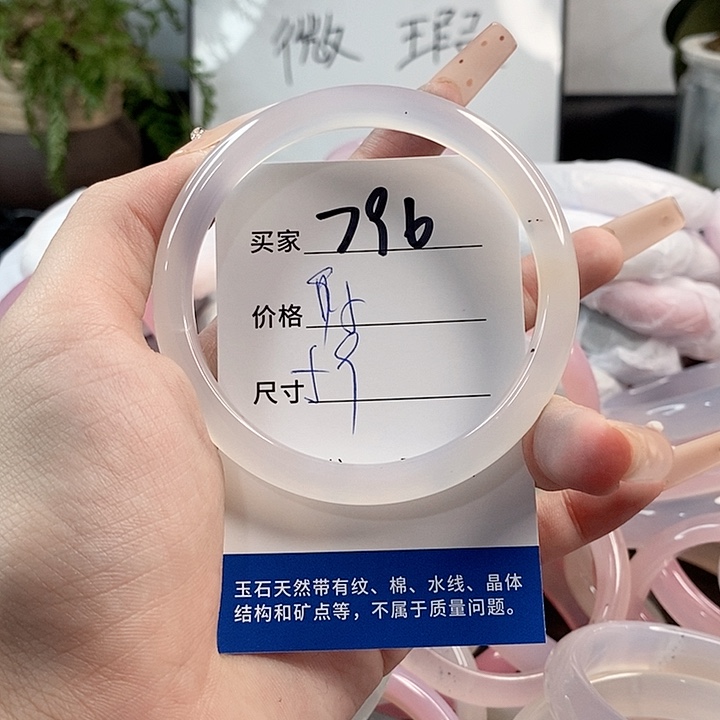 微 瑕
买家 796
价格
尺寸
玉石天然带有纹、棉、水线、晶体
结构和矿点等，不属于质量问题。